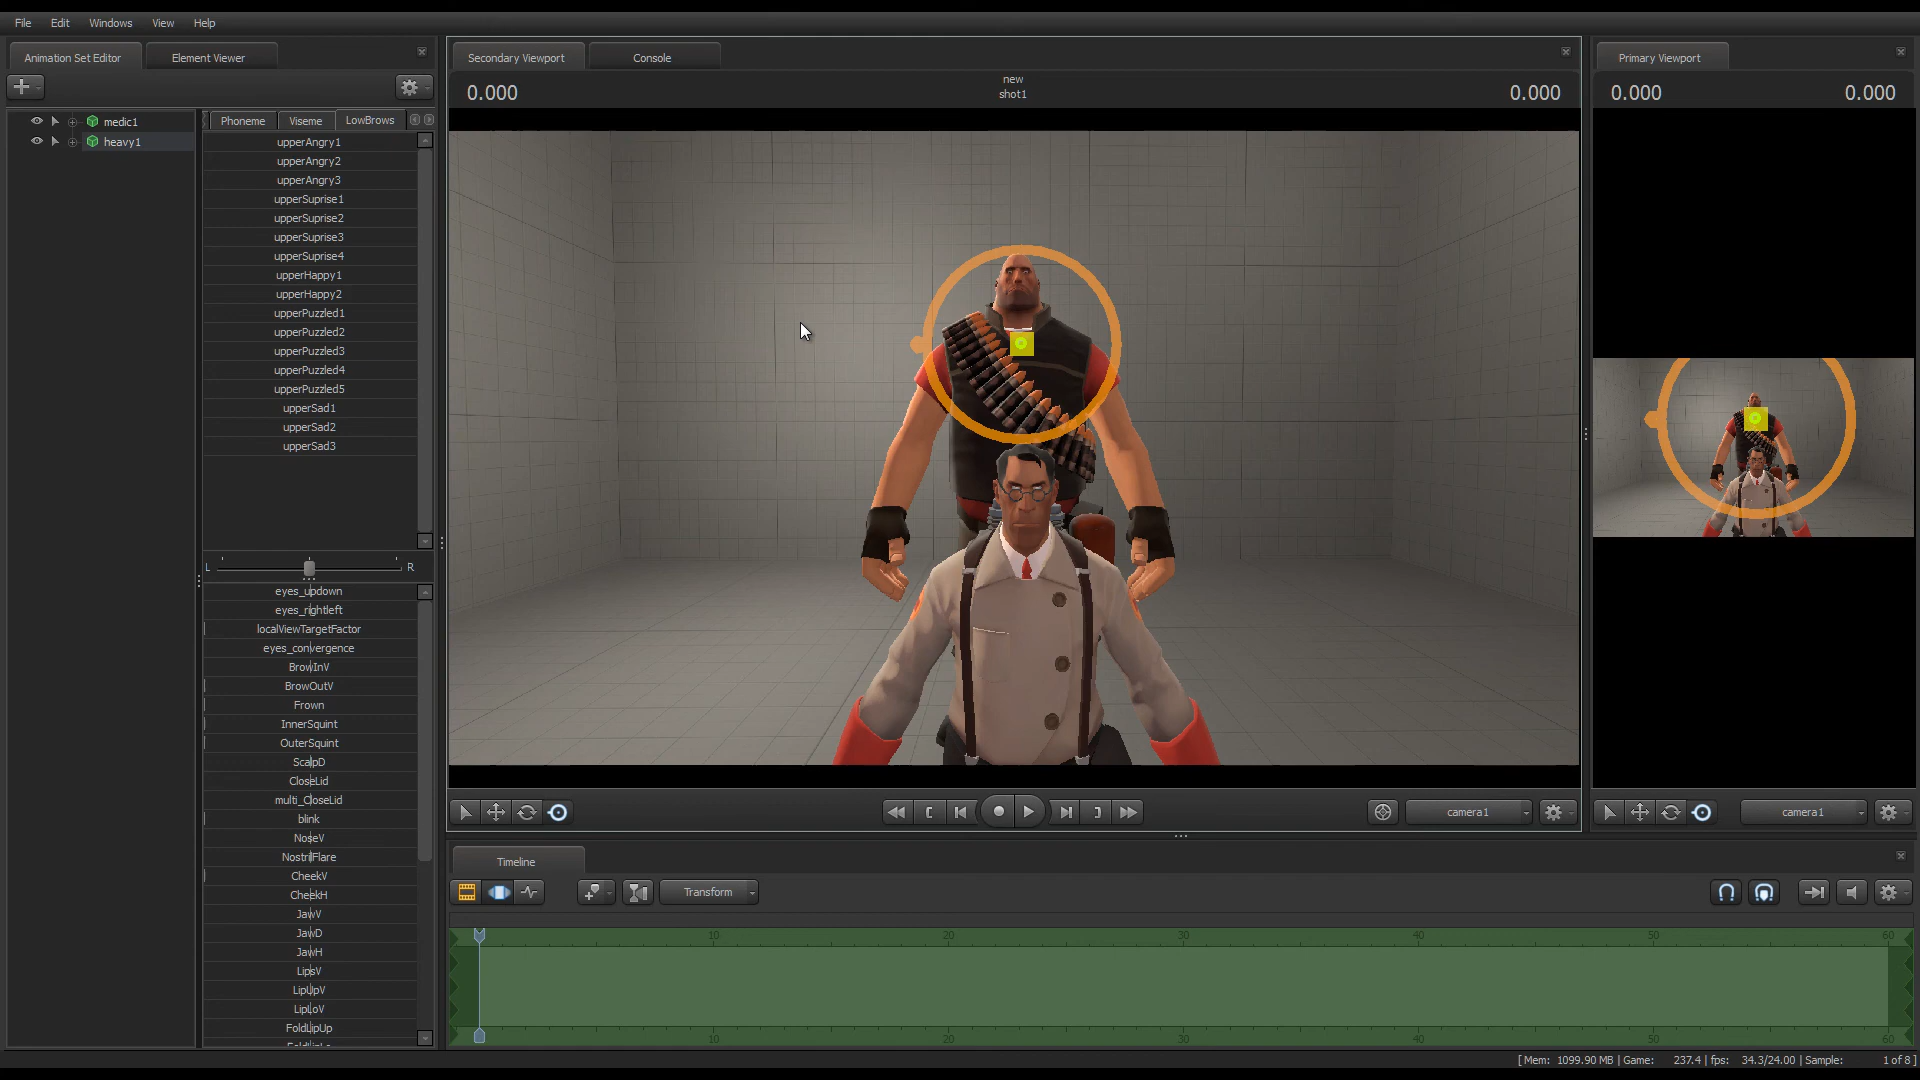 File Edit Windows View Help
Animation Set Editor Element Viewer
Secondary Viewport Console
Primary Viewport
0.000 new 0.000
shot1
0.000 0.000
medic1
heavy1
Phoneme Viseme LowBrows
upperAngry1
upperAngry2
upperAngry3
upperSuprise1
upperSuprise2
upperSuprise3
upperSuprise4
upperHappy1
upperHappy2
upperPuzzled1
upperPuzzled2
upperPuzzled3
upperPuzzled4
upperPuzzled5
upperSad1
upperSad2
upperSad3
L R
eyes_updown
eyes_rightleft
localViewTargetFactor
eyes_convergence
BrowInV
BrowOutV
Frown
InnerSquint
OuterSquint
ScalpD
CloseLid
multi_CloseLid
blink
NoseV
NostrilFlare
CheekV
CheekH
JawV
JawD
JawH
LipsV
LipUpV
LipLoV
FoldLipUp
camera1
camera1
Timeline
Transform
10 20 30 40 50 60
10 20 30 40 50 60
[ Mem: 1099.90 MB | Game: 237.4 | fps: 34.3/24.00 | Sample: 1 of 8 ]